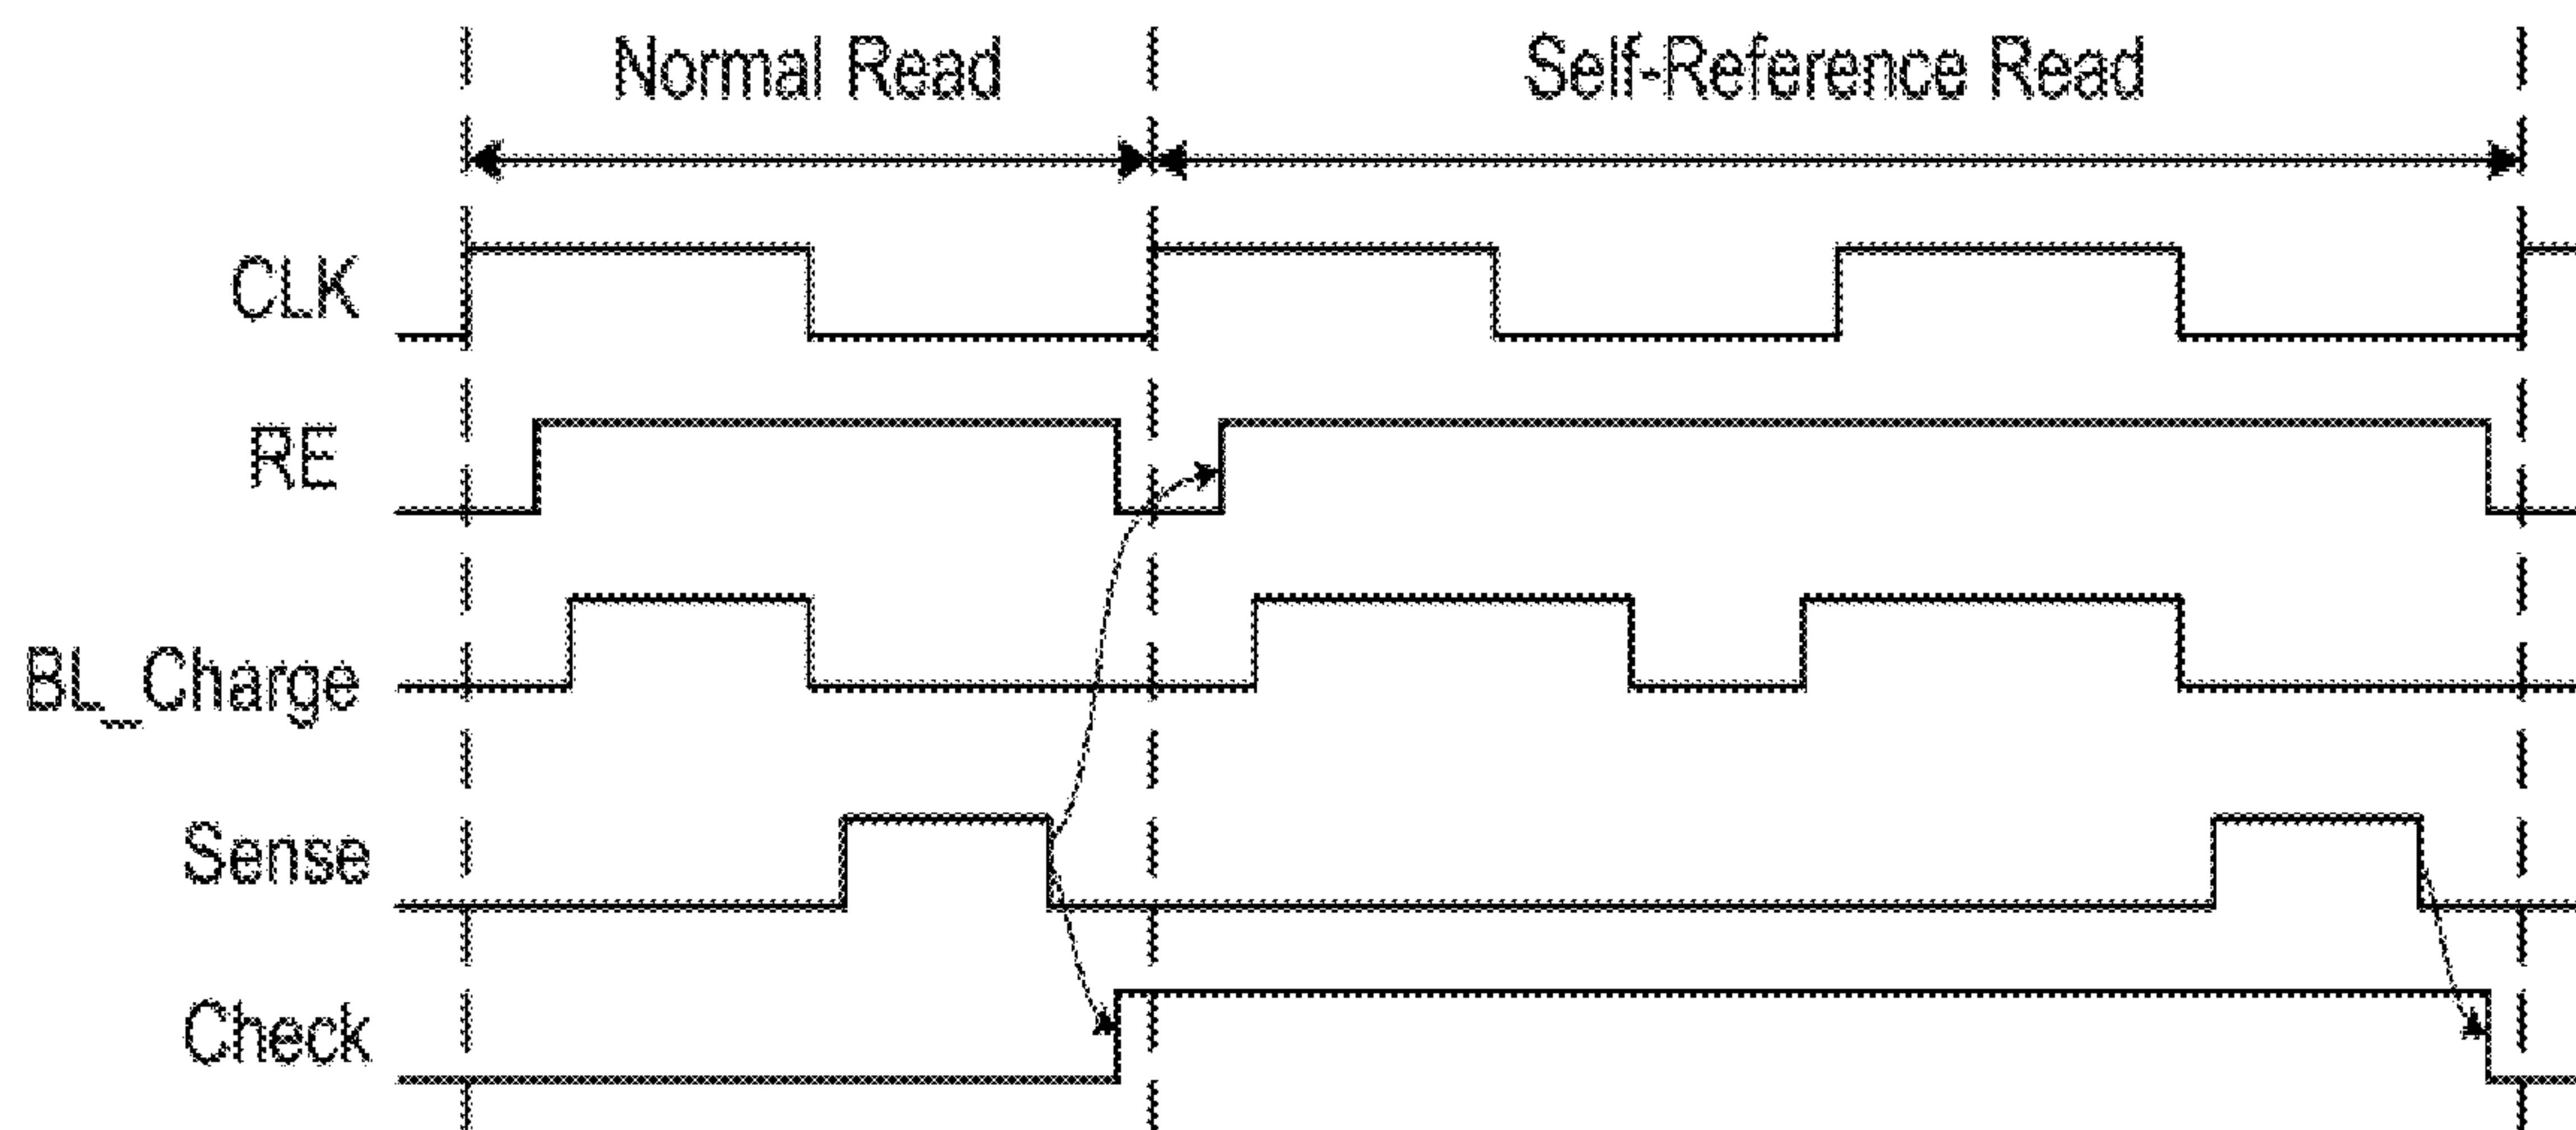 Normal Read
Self-Reference Read
CLK
RE
BL_Charge
Sense
Check